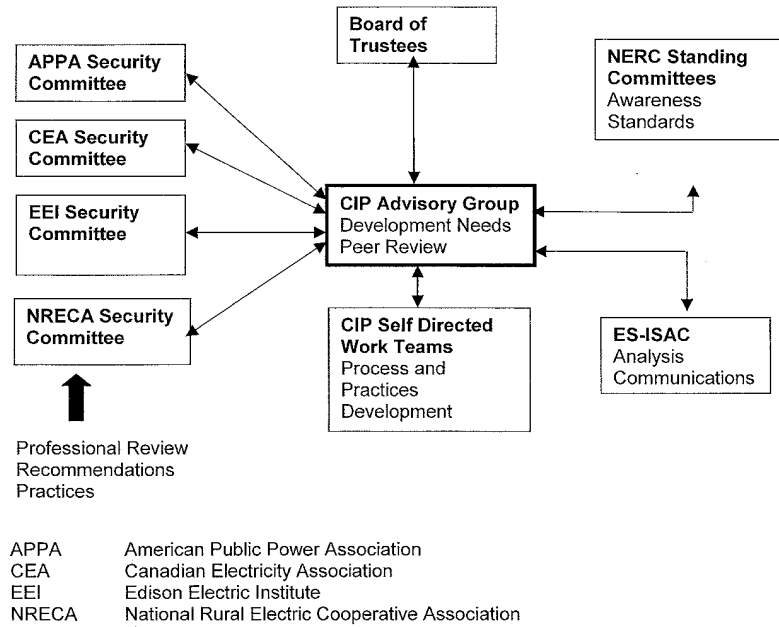 Board of
Trustees
APPA Security
Committee
NERC Standing
Committees
Awareness
Standards
CEA Security
Committee
EEI Security
Committee
CIP Advisory Group
Development Needs
Peer Review
NRECA Security
Committee
CIP Self Directed
Work Teams
Process and
Practices
Development
ES-ISAC
Analysis
Communications
Professional Review
Recommendations
Practices
APPA American Public Power Association
CEA Canadian Electricity Association
EEI Edison Electric Institute
NRECA National Rural Electric Cooperative Association